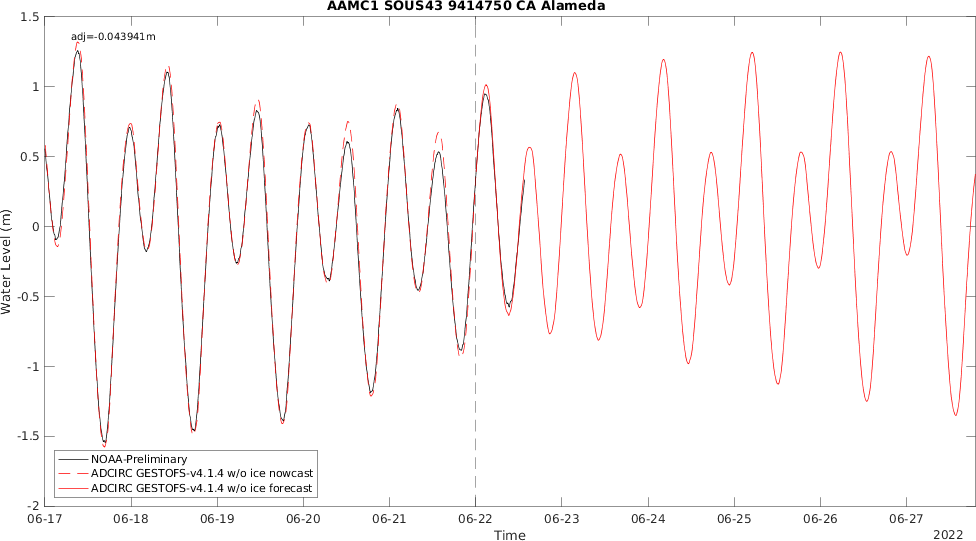 AAMC1 SOUS43 9414750 CA Alameda
adj=-0.043941m
1.5
1
0.5
0
-0.5
-1
-1.5
-2
Water Level (m)
NOAA-Preliminary
ADCIRC GESTOFS-v4.1.4 w/o ice nowcast
ADCIRC GESTOFS-v4.1.4 w/o ice forecast
06-17 06-18 06-19 06-20 06-21 06-22 06-23 06-24 06-25 06-26 06-27
Time
2022